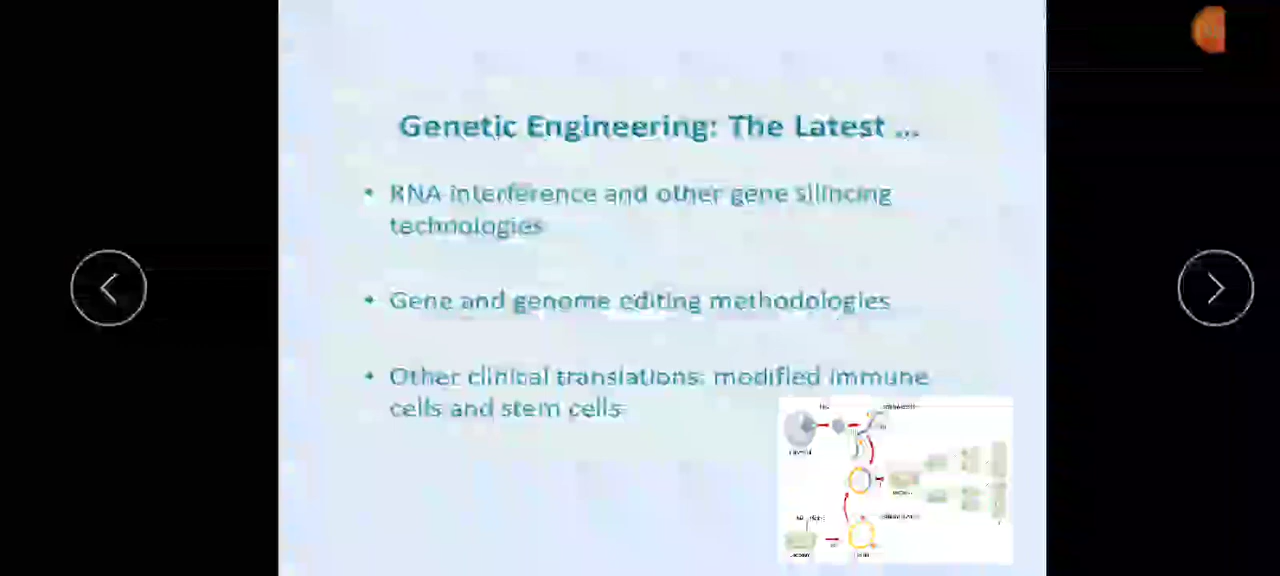 Genetic Engineering: The Latest ...
• RNA interference and other gene silincing
technologies
• Gene and genome editing methodologies
• Other clinical translations: modified immune
cells and stem cells